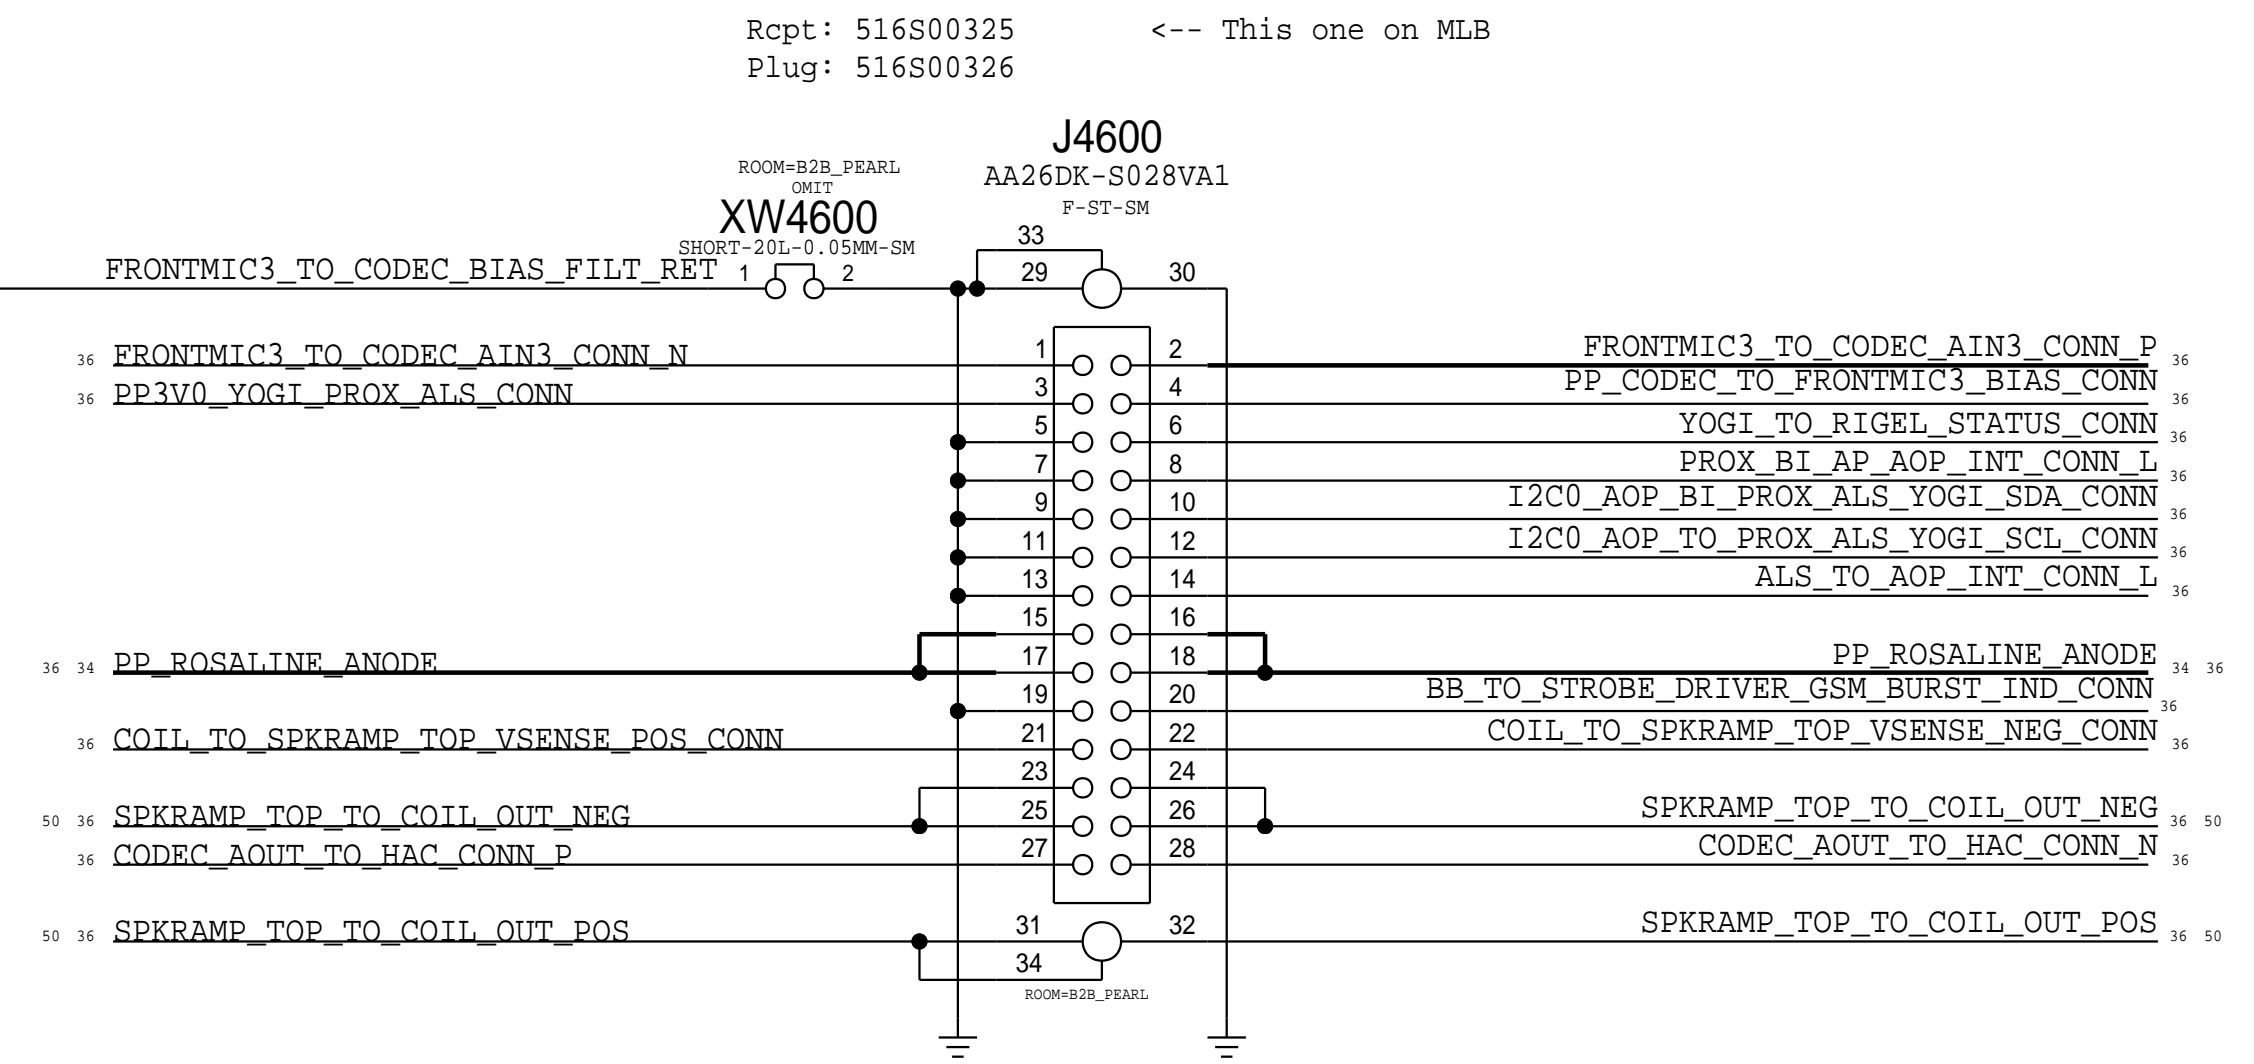 Rcpt: 516S00325 <-- This one on MLB
Plug: 516S00326
J4600
AA26DK-S028VA1
F-ST-SM
ROOM=B2B_PEARL
OMIT
XW4600
SHORT-20L-0.05MM-SM
33
FRONTMIC3_TO_CODEC_BIAS_FILT_RET 1 2 29 30
36 FRONTMIC3_TO_CODEC_AIN3_CONN_N 1 2 FRONTMIC3_TO_CODEC_AIN3_CONN_P 36
36 PP3V0_YOGI_PROX_ALS_CONN 3 4 PP_CODEC_TO_FRONTMIC3_BIAS_CONN 36
5 6 YOGI_TO_RIGEL_STATUS_CONN 36
7 8 PROX_BI_AP_AOP_INT_CONN_L 36
9 10 I2C0_AOP_BI_PROX_ALS_YOGI_SDA_CONN 36
11 12 I2C0_AOP_TO_PROX_ALS_YOGI_SCL_CONN 36
13 14 ALS_TO_AOP_INT_CONN_L 36
15 16
36 34 PP_ROSALINE_ANODE 17 18 PP_ROSALINE_ANODE 34 36
19 20 BB_TO_STROBE_DRIVER_GSM_BURST_IND_CONN 36
36 COIL_TO_SPKRAMP_TOP_VSENSE_POS_CONN 21 22 COIL_TO_SPKRAMP_TOP_VSENSE_NEG_CONN 36
23 24
50 36 SPKRAMP_TOP_TO_COIL_OUT_NEG 25 26 SPKRAMP_TOP_TO_COIL_OUT_NEG 36 50
36 CODEC_AOUT_TO_HAC_CONN_P 27 28 CODEC_AOUT_TO_HAC_CONN_N 36
50 36 SPKRAMP_TOP_TO_COIL_OUT_POS 31 32 SPKRAMP_TOP_TO_COIL_OUT_POS 36 50
34
ROOM=B2B_PEARL